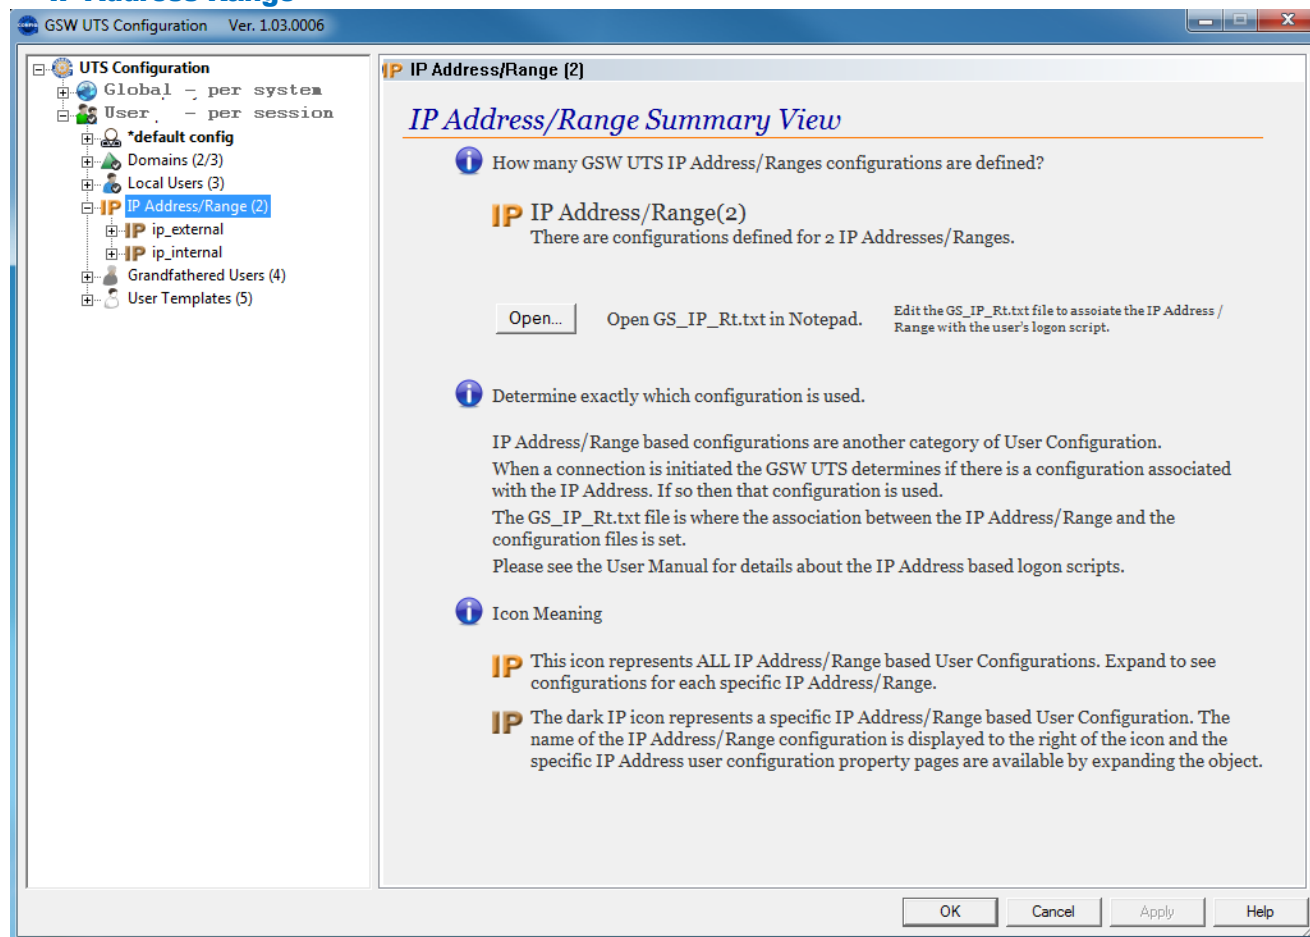 IP Address Range
GSW UTS Configuration Ver. 1.03.0006
UTS Configuration
Global - per system
User - per session
*default config
Domains (2/3)
Local Users (3)
IP Address/Range (2)
ip_external
ip_internal
Grandfathered Users (4)
User Templates (5)
IP IP Address/Range (2)
IP Address/Range Summary View
How many GSW UTS IP Address/Ranges configurations are defined?
IP IP Address/Range(2)
There are configurations defined for 2 IP Addresses/Ranges.
Open... Open GS_IP_Rt.txt in Notepad. Edit the GS_IP_Rt.txt file to assoiate the IP Address /
Range with the user's logon script.
Determine exactly which configuration is used.
IP Address/Range based configurations are another category of User Configuration.
When a connection is initiated the GSW UTS determines if there is a configuration associated
with the IP Address. If so then that configuration is used.
The GS_IP_Rt.txt file is where the association between the IP Address/Range and the
configuration files is set.
Please see the User Manual for details about the IP Address based logon scripts.
Icon Meaning
IP This icon represents ALL IP Address/Range based User Configurations. Expand to see
configurations for each specific IP Address/Range.
IP The dark IP icon represents a specific IP Address/Range based User Configuration. The
name of the IP Address/Range configuration is displayed to the right of the icon and the
specific IP Address user configuration property pages are available by expanding the object.
OK Cancel Apply Help